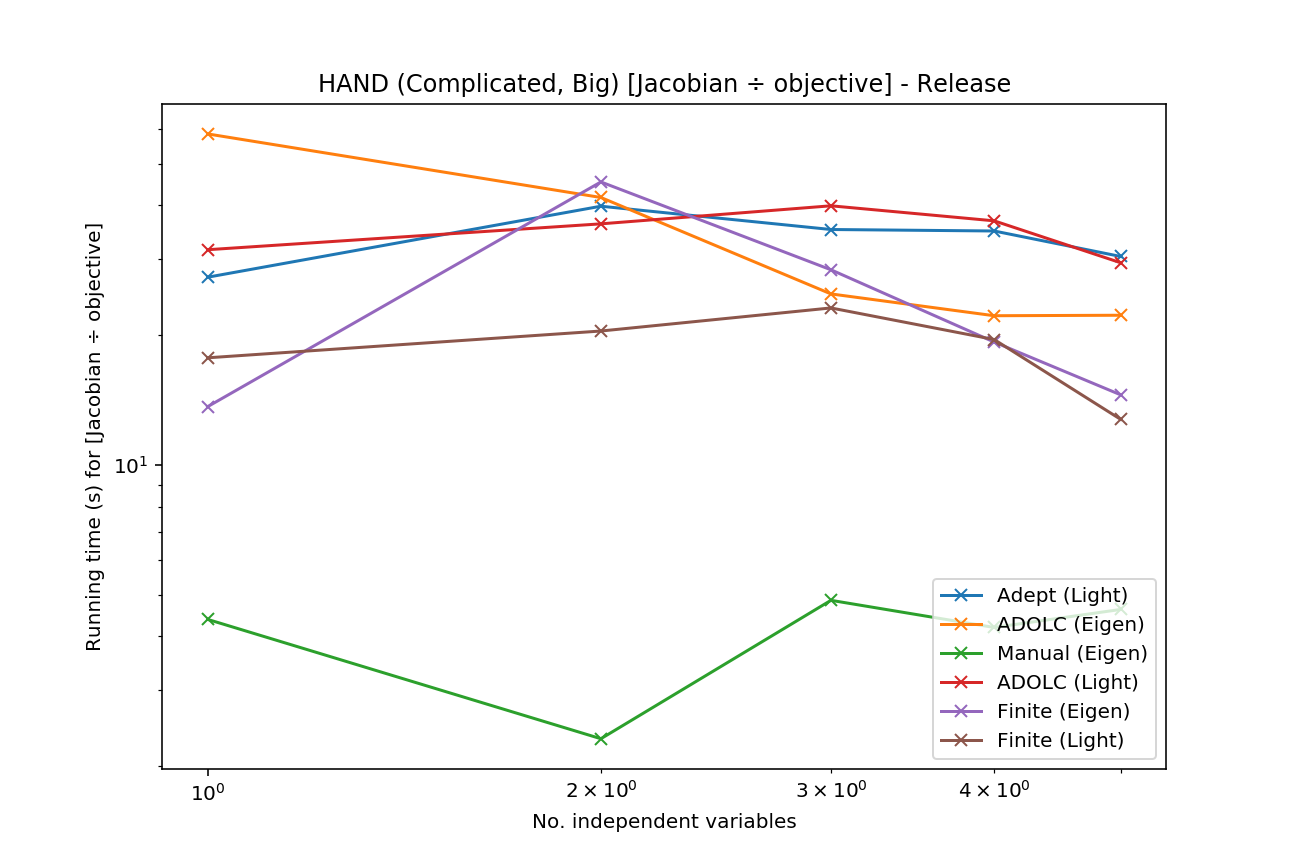 HAND (Complicated, Big) [Jacobian ÷ objective] - Release
Running time (s) for [Jacobian ÷ objective]
10¹
Adept (Light)
ADOLC (Eigen)
Manual (Eigen)
ADOLC (Light)
Finite (Eigen)
Finite (Light)
10⁰
2 × 10⁰
3 × 10⁰
4 × 10⁰
No. independent variables